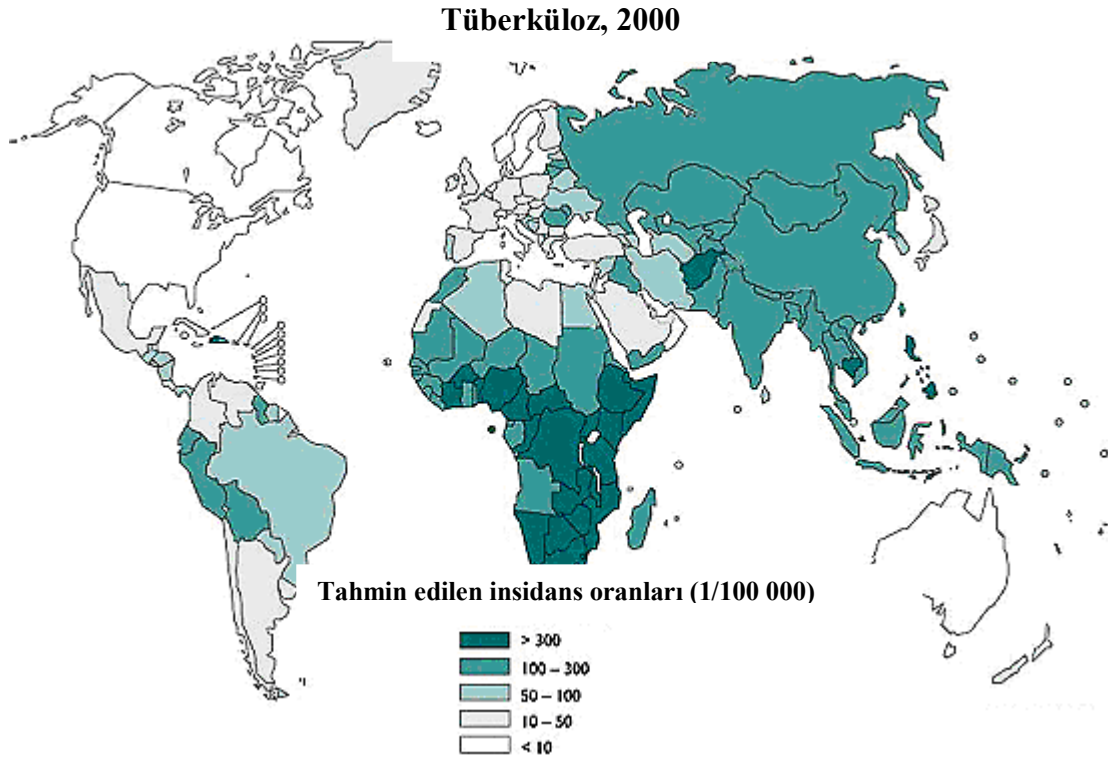 Tüberküloz, 2000
Tahmin edilen insidans oranları (1/100 000)
> 300
100 – 300
50 – 100
10 – 50
< 10